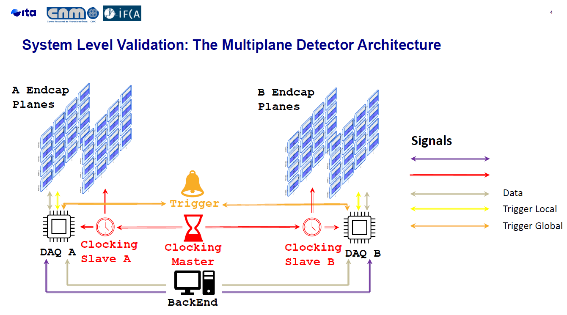 ita
cnm
iFCA
System Level Validation: The Multiplane Detector Architecture
A Endcap
Planes
B Endcap
Planes
Signals
Trigger
Data
Trigger Local
Trigger Global
DAQ A
Clocking
Slave A
Clocking
Master
Clocking
Slave B
DAQ B
BackEnd